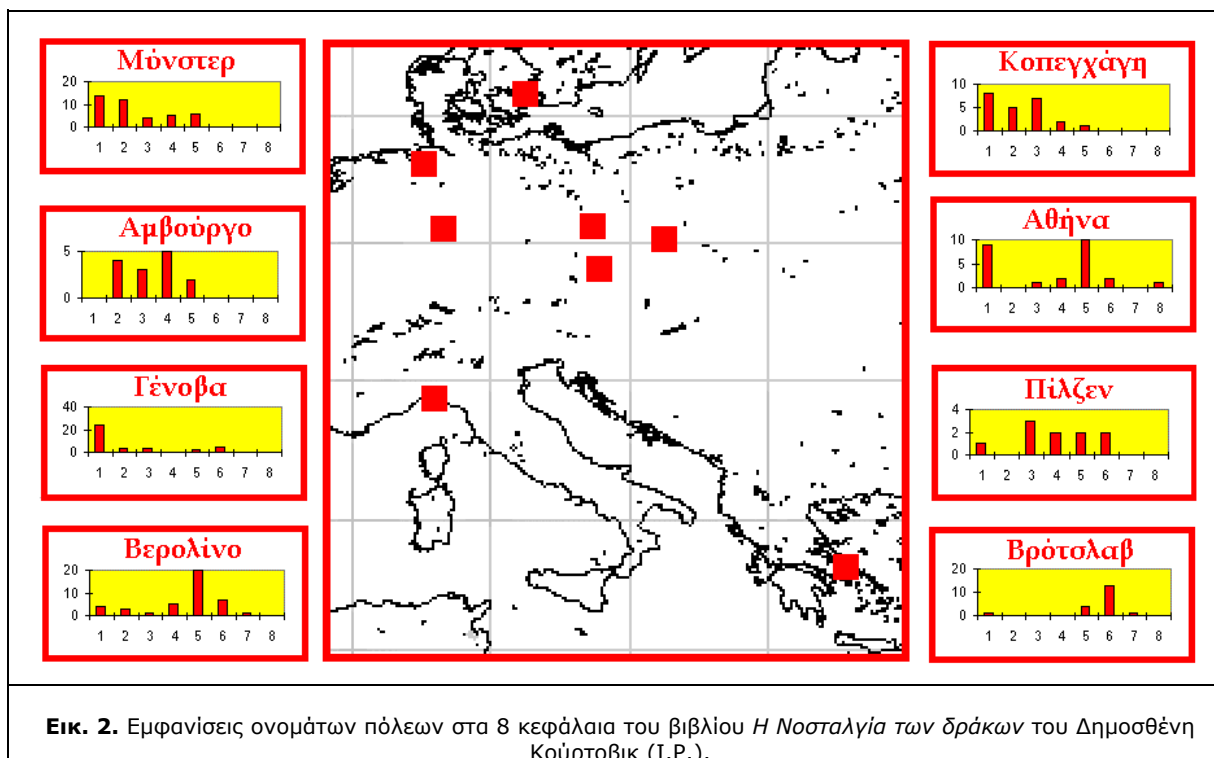 Μύνστερ
20
10
0
1 2 3 4 5 6 7 8
Αμβούργο
5
0
1 2 3 4 5 6 7 8
Γένοβα
40
20
0
1 2 3 4 5 6 7 8
Βερολίνο
20
10
0
1 2 3 4 5 6 7 8
Κοπεγχάγη
10
5
0
1 2 3 4 5 6 7 8
Αθήνα
10
5
0
1 2 3 4 5 6 7 8
Πίλζεν
4
2
0
1 2 3 4 5 6 7 8
Βρότσλαβ
20
10
0
1 2 3 4 5 6 7 8
Εικ. 2. Εμφανίσεις ονομάτων πόλεων στα 8 κεφάλαια του βιβλίου Η Νοσταλγία των δράκων του Δημοσθένη
Κούρτοβικ (Ι.Ρ.).